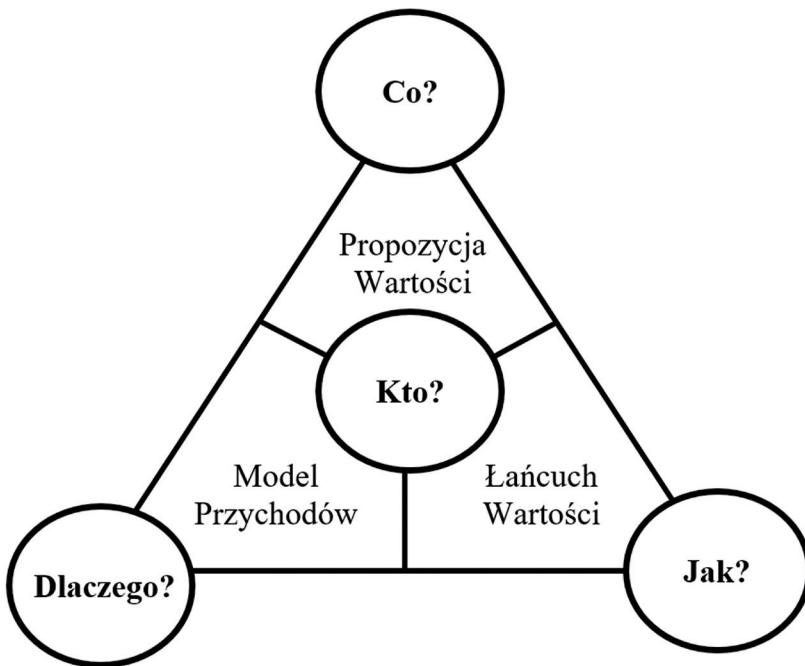 Co?
Propozycja
Wartości
Kto?
Model
Przychodów
Łańcuch
Wartości
Dlaczego?
Jak?